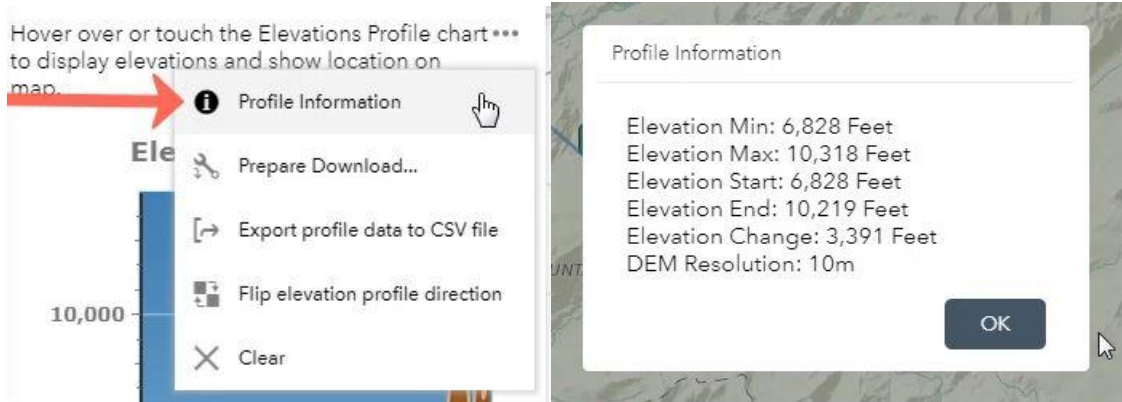 Hover over or touch the Elevations Profile chart •••
to display elevations and show location on
map.
Profile Information
Ele
Prepare Download...
Export profile data to CSV file
Flip elevation profile direction
10,000
Clear
Profile Information
Elevation Min: 6,828 Feet
Elevation Max: 10,318 Feet
Elevation Start: 6,828 Feet
Elevation End: 10,219 Feet
Elevation Change: 3,391 Feet
DEM Resolution: 10m
UNT
OK